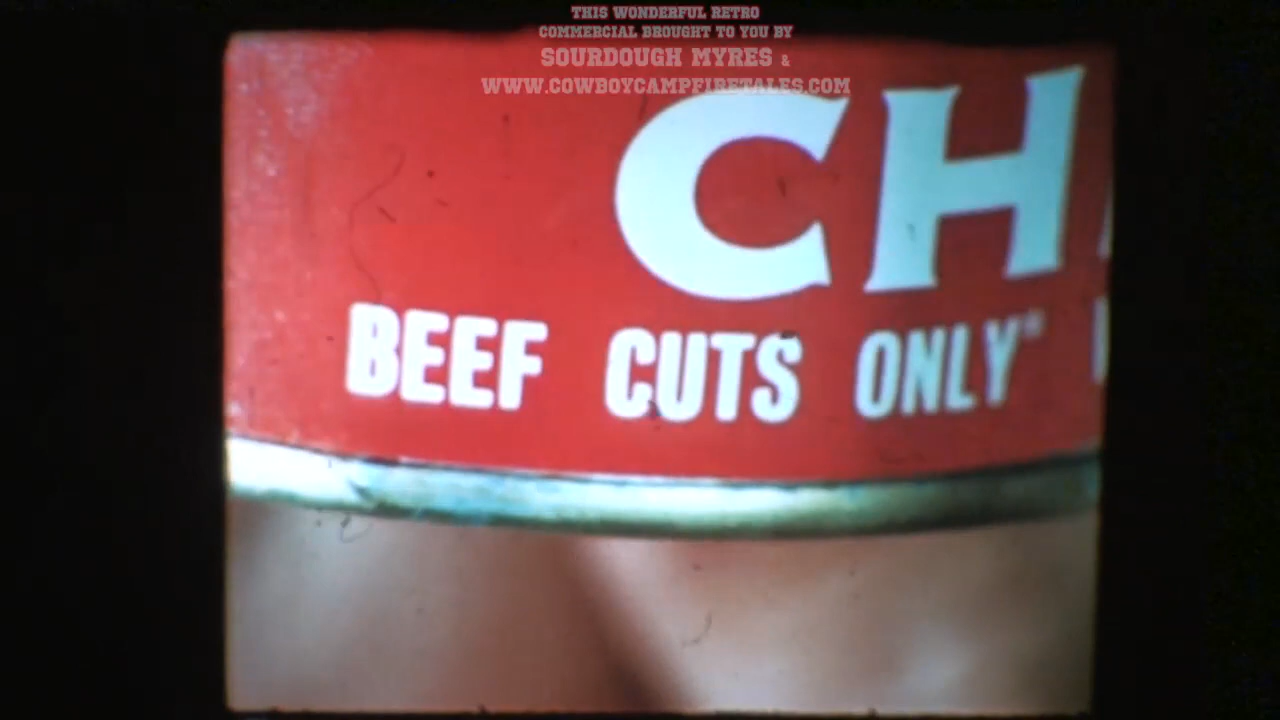 THIS WONDERFUL RETRO
COMMERCIAL BROUGHT TO YOU BY
SOURDOUGH MYRES &
WWW.COWBOYCAMPFIRETALES.COM
CH
BEEF CUTS ONLY*